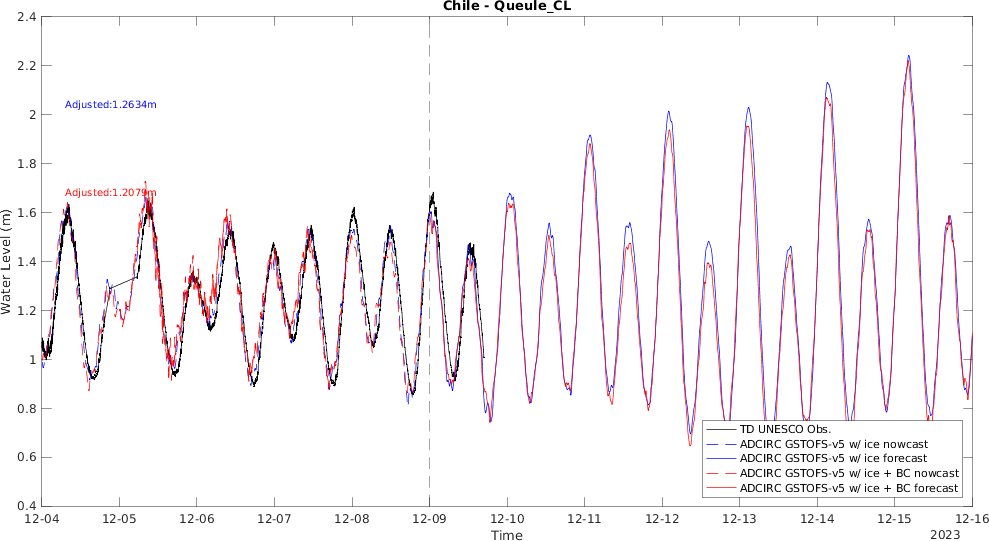 Chile - Queule_CL
Water Level (m)
2.4
2.2
2
1.8
1.6
1.4
1.2
1
0.8
0.6
0.4
Adjusted:1.2634m
Adjusted:1.2079m
TD UNESCO Obs.
ADCIRC GSTOFS-v5 w/ ice nowcast
ADCIRC GSTOFS-v5 w/ ice forecast
ADCIRC GSTOFS-v5 w/ ice + BC nowcast
ADCIRC GSTOFS-v5 w/ ice + BC forecast
12-04 12-05 12-06 12-07 12-08 12-09 12-10 12-11 12-12 12-13 12-14 12-15 12-16
Time
2023